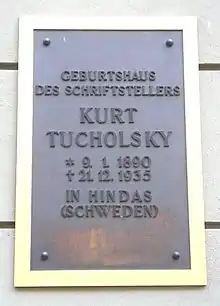 GEBURTSHAUS
DES SCHRIFTSTELLERS
KURT
TUCHOLSKY
* 9. 1. 1890
† 21. 12. 1935
IN HINDAS
(SCHWEDEN)